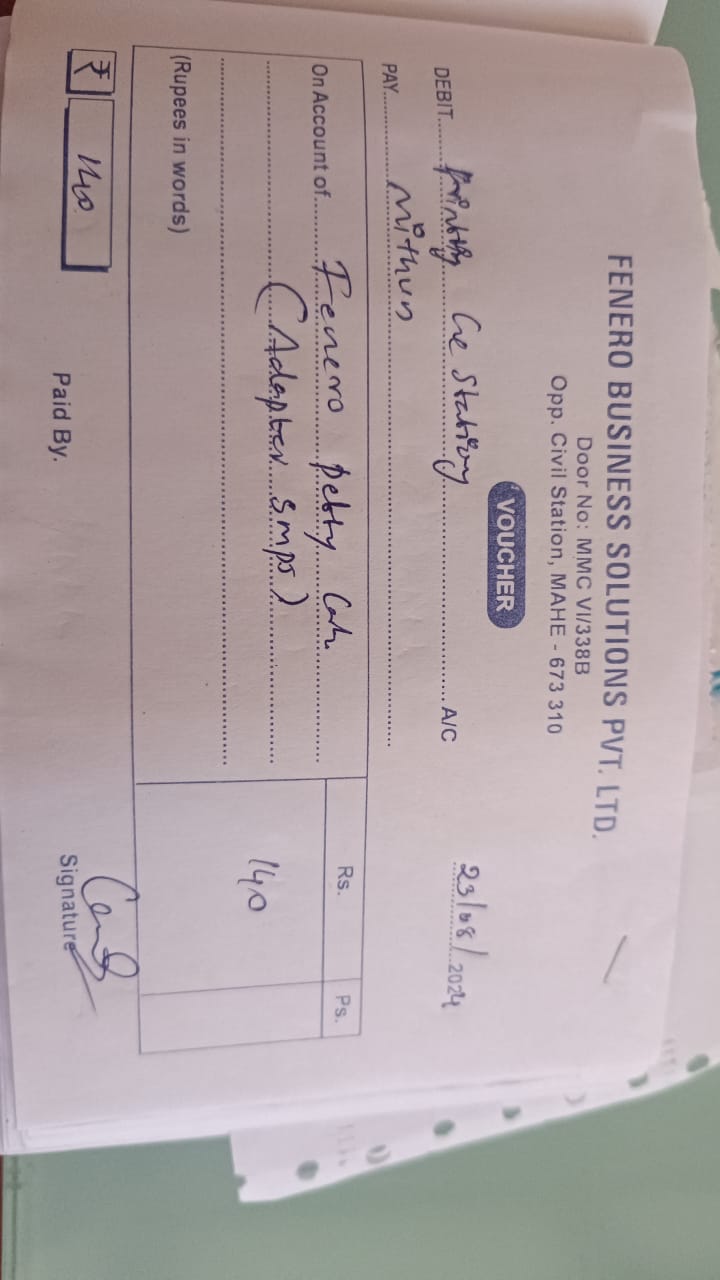 FENERO BUSINESS SOLUTIONS PVT. LTD.
Door No: MMC VI/338B
Opp. Civil Station, MAHE - 673 310
VOUCHER
23/08/2024
DEBIT printing Ge Stationy A/C
PAY Mithun
Rs. Ps.
On Account of Fenero petty Cash
(Adapter smps) 140
(Rupees in words)
₹ 140
Paid By. Signature